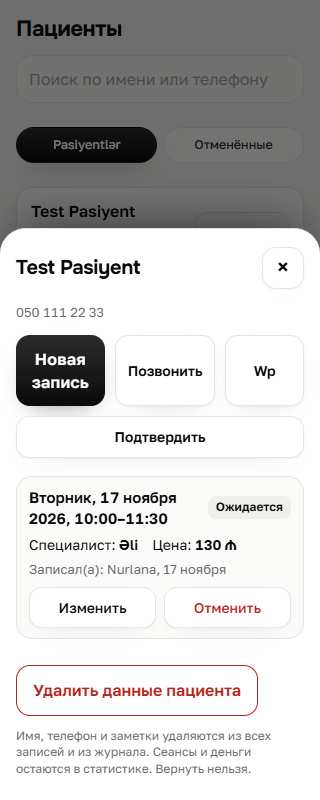 Пациенты
Поиск по имени или телефону
Pasiyentlər
Отменённые
Test Pasiyent
Test Pasiyent
×
050 111 22 33
Новая
запись
Позвонить
Wp
Подтвердить
Вторник, 17 ноября
2026, 10:00–11:30
Ожидается
Специалист: Əli Цена: 130 ₼
Записал(а): Nurlana, 17 ноября
Изменить
Отменить
Удалить данные пациента
Имя, телефон и заметки удаляются из всех
записей и из журнала. Сеансы и деньги
остаются в статистике. Вернуть нельзя.